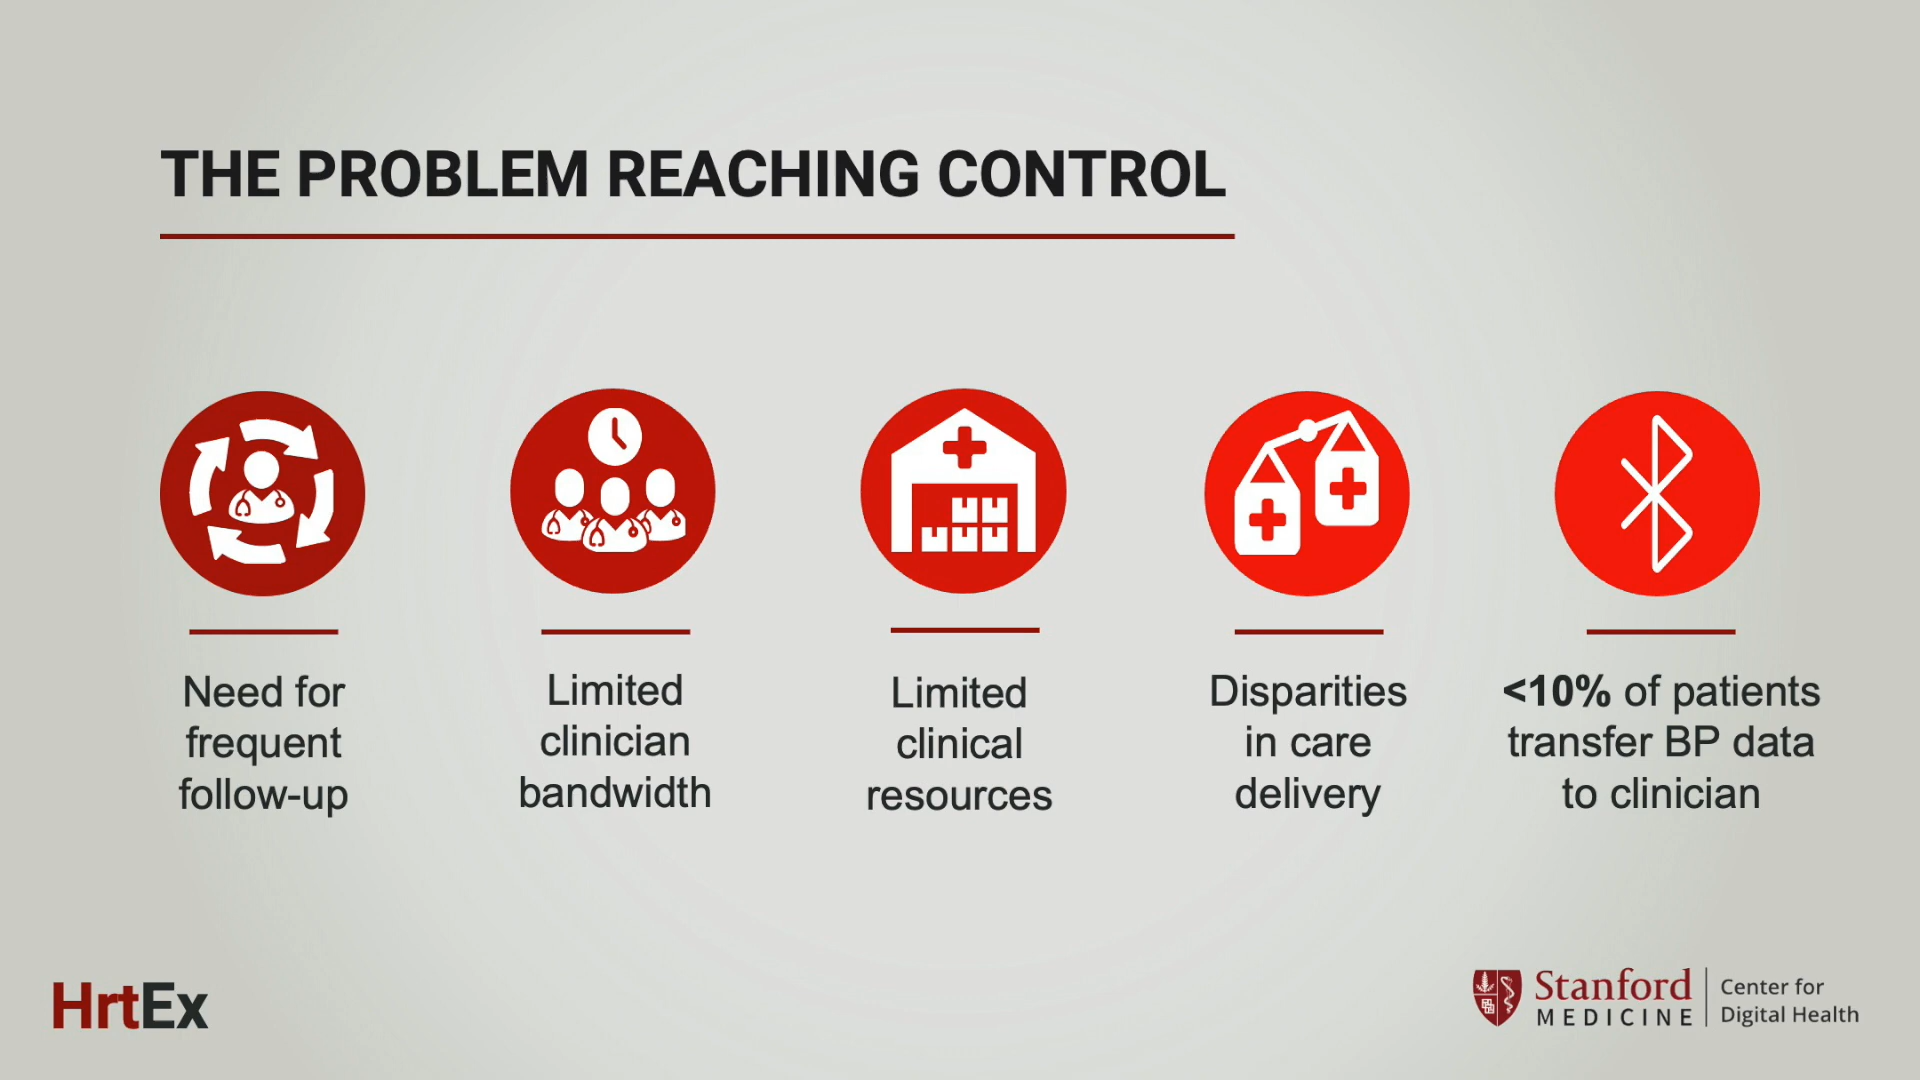 THE PROBLEM REACHING CONTROL
Need for
frequent
follow-up
Limited
clinician
bandwidth
Limited
clinical
resources
Disparities
in care
delivery
<10% of patients
transfer BP data
to clinician
HrtEx
Stanford
MEDICINE
Center for
Digital Health